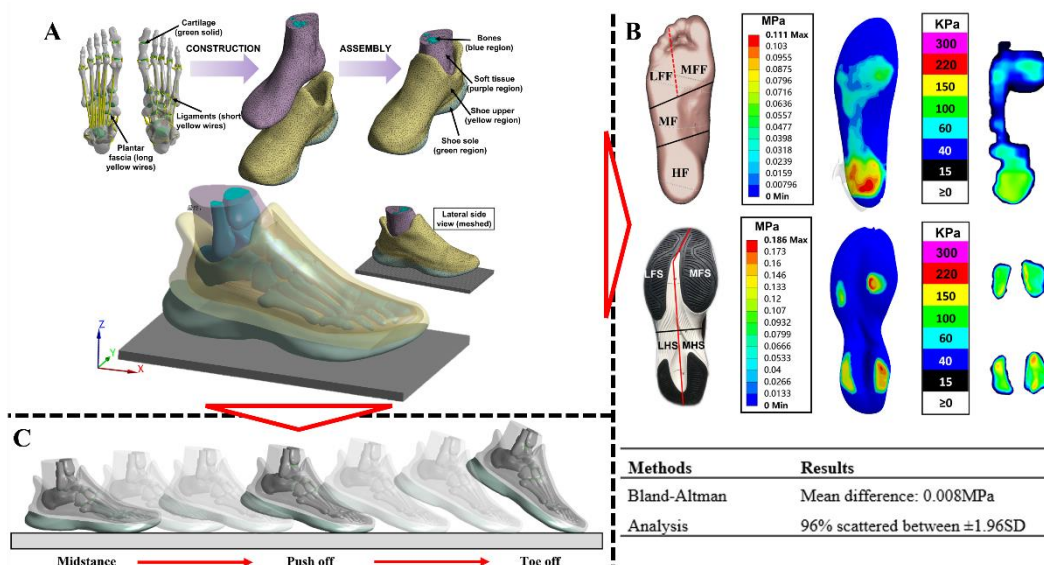 A
Cartilage
(green solid)
CONSTRUCTION
ASSEMBLY
Bones
(blue region)
Soft tissue
(purple region)
Ligaments (short
yellow wires)
Shoe upper
(yellow region)
Plantar
fascia (long
yellow wires)
Shoe sole
(green region)
Lateral side
view (meshed)
Z
Y
X
B
LFF
MFF
MF
HF
MPa
0.111 Max
0.103
0.0955
0.0875
0.0796
0.0716
0.0636
0.0557
0.0477
0.0398
0.0318
0.0239
0.0159
0.00796
0 Min
KPa
300
220
150
100
60
40
15
≥0
LFS
MFS
LHS
MHS
MPa
0.186 Max
0.173
0.16
0.146
0.133
0.12
0.107
0.0932
0.0799
0.0666
0.0533
0.04
0.0266
0.0133
0 Min
KPa
300
220
150
100
60
40
15
≥0
Methods Results
Bland-Altman Mean difference: 0.008MPa
Analysis 96% scattered between ±1.96SD
C
Midstance
Push off
Toe off